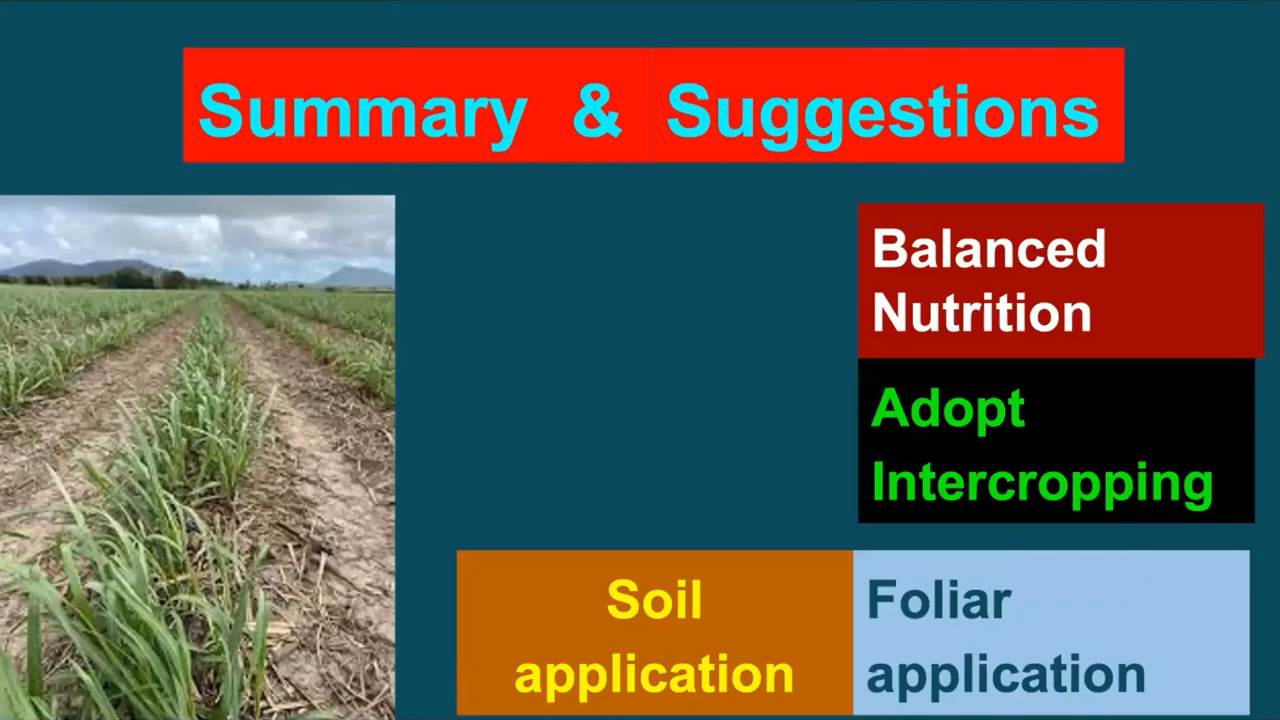 Summary & Suggestions
Balanced
Nutrition
Adopt
Intercropping
Soil
application
Foliar
application